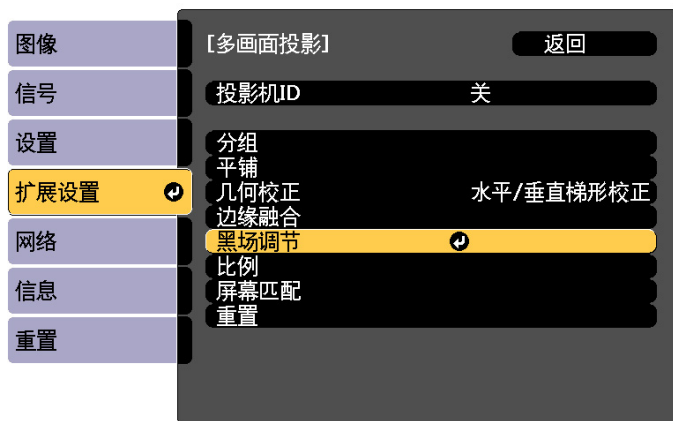 图像
信号
设置
扩展设置
网络
信息
重置
[多画面投影]
返回
投影机ID 关
分组
平铺
几何校正 水平/垂直梯形校正
边缘融合
黑场调节
比例
屏幕匹配
重置